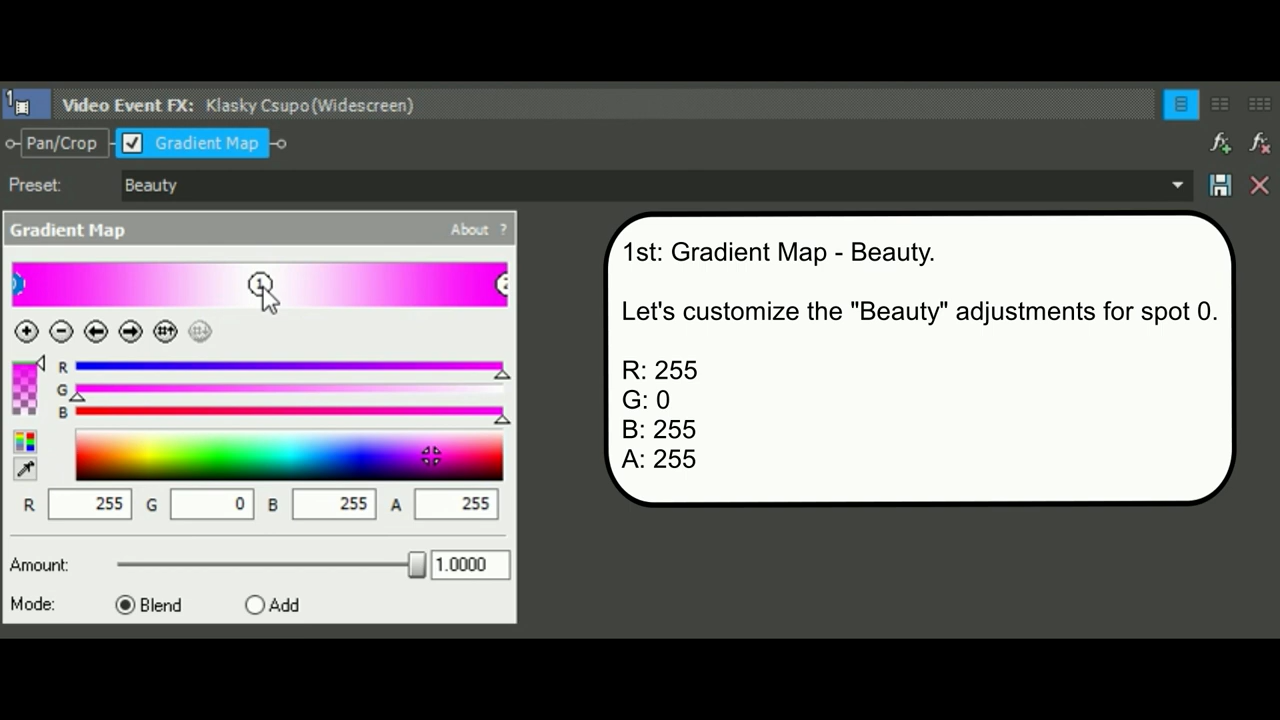 1
Video Event FX: Klasky Csupo(Widescreen)
Pan/Crop Gradient Map
Preset: Beauty
Gradient Map About ?
1
R
G
B
R 255 G 0 B 255 A 255
Amount: 1.0000
Mode: Blend Add
1st: Gradient Map - Beauty.
Let's customize the "Beauty" adjustments for spot 0.
R: 255
G: 0
B: 255
A: 255